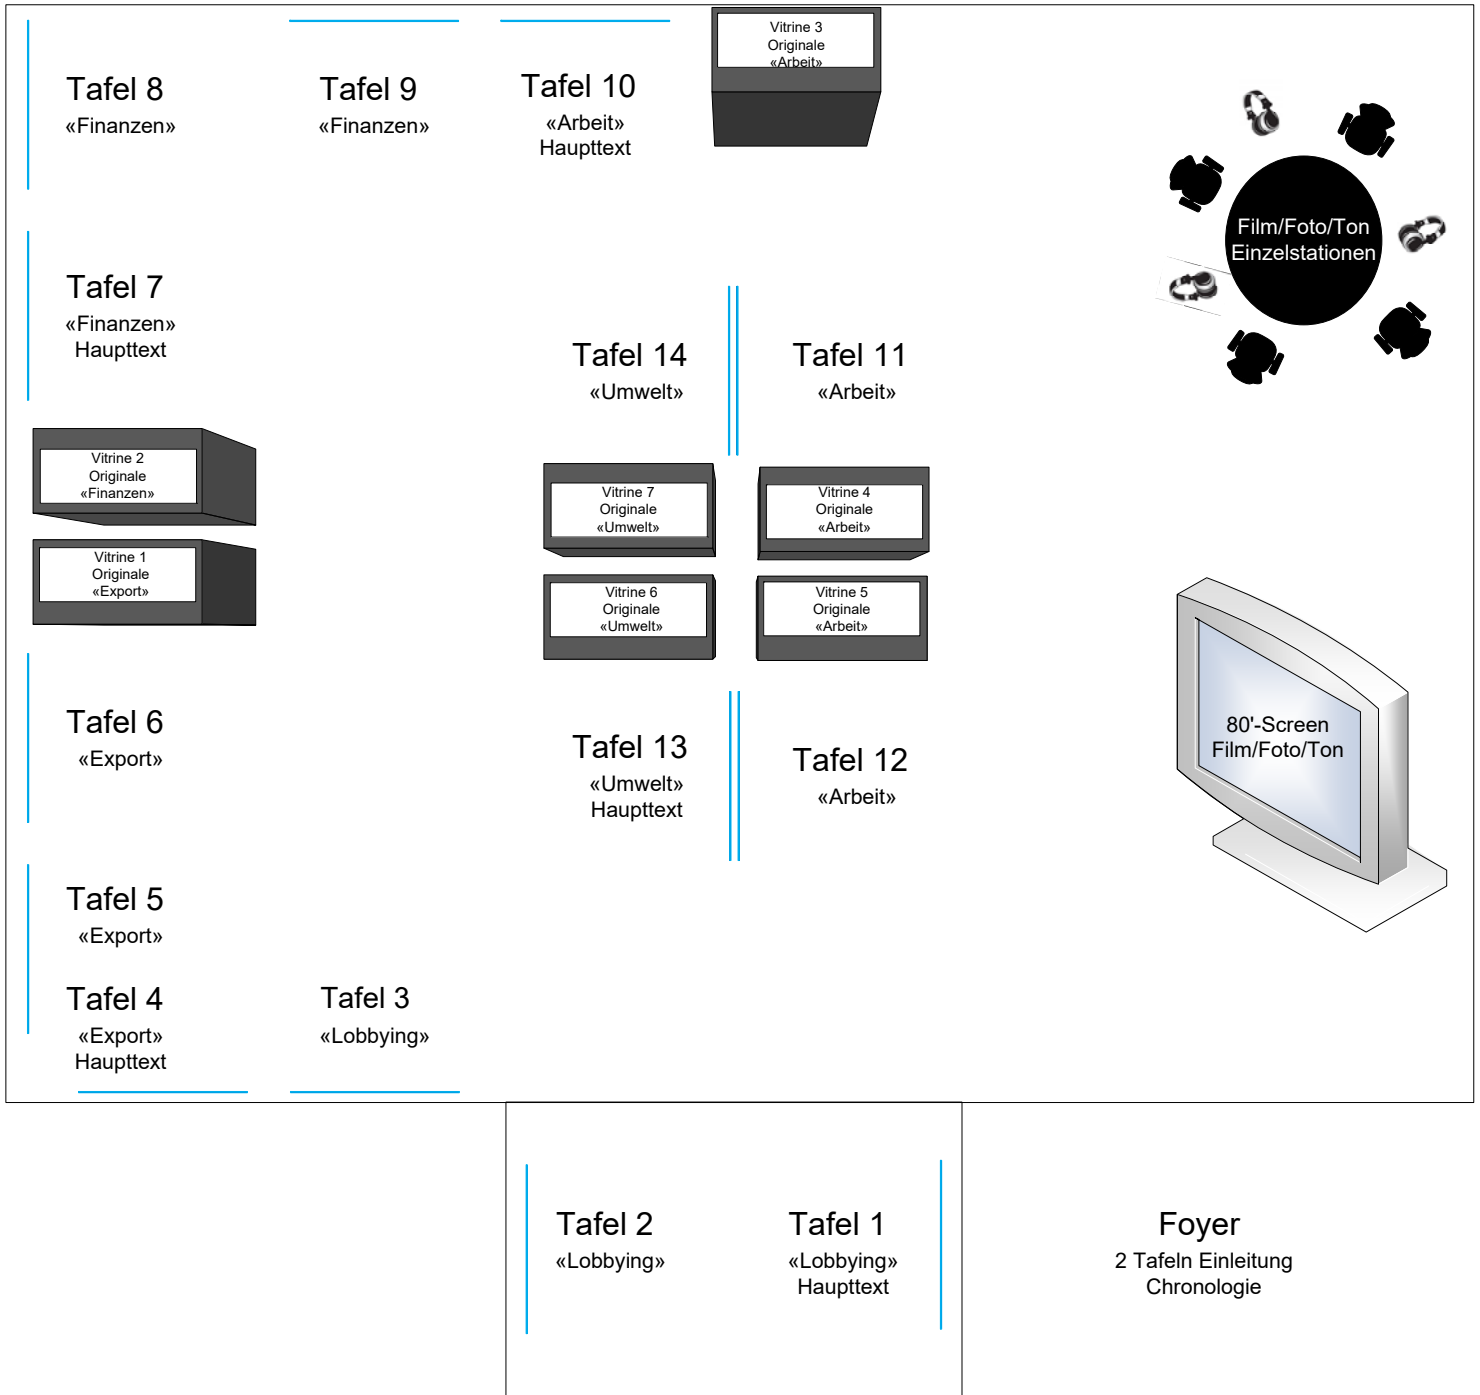 Tafel 8
«Finanzen»
Tafel 9
«Finanzen»
Tafel 10
«Arbeit»
Haupttext
Vitrine 3
Originale
«Arbeit»
Film/Foto/Ton
Einzelstationen
Tafel 7
«Finanzen»
Haupttext
Tafel 14
«Umwelt»
Tafel 11
«Arbeit»
Vitrine 2
Originale
«Finanzen»
Vitrine 1
Originale
«Export»
Vitrine 7
Originale
«Umwelt»
Vitrine 4
Originale
«Arbeit»
Vitrine 6
Originale
«Umwelt»
Vitrine 5
Originale
«Arbeit»
Tafel 6
«Export»
Tafel 13
«Umwelt»
Haupttext
Tafel 12
«Arbeit»
80'-Screen
Film/Foto/Ton
Tafel 5
«Export»
Tafel 4
«Export»
Haupttext
Tafel 3
«Lobbying»
Tafel 2
«Lobbying»
Tafel 1
«Lobbying»
Haupttext
Foyer
2 Tafeln Einleitung
Chronologie